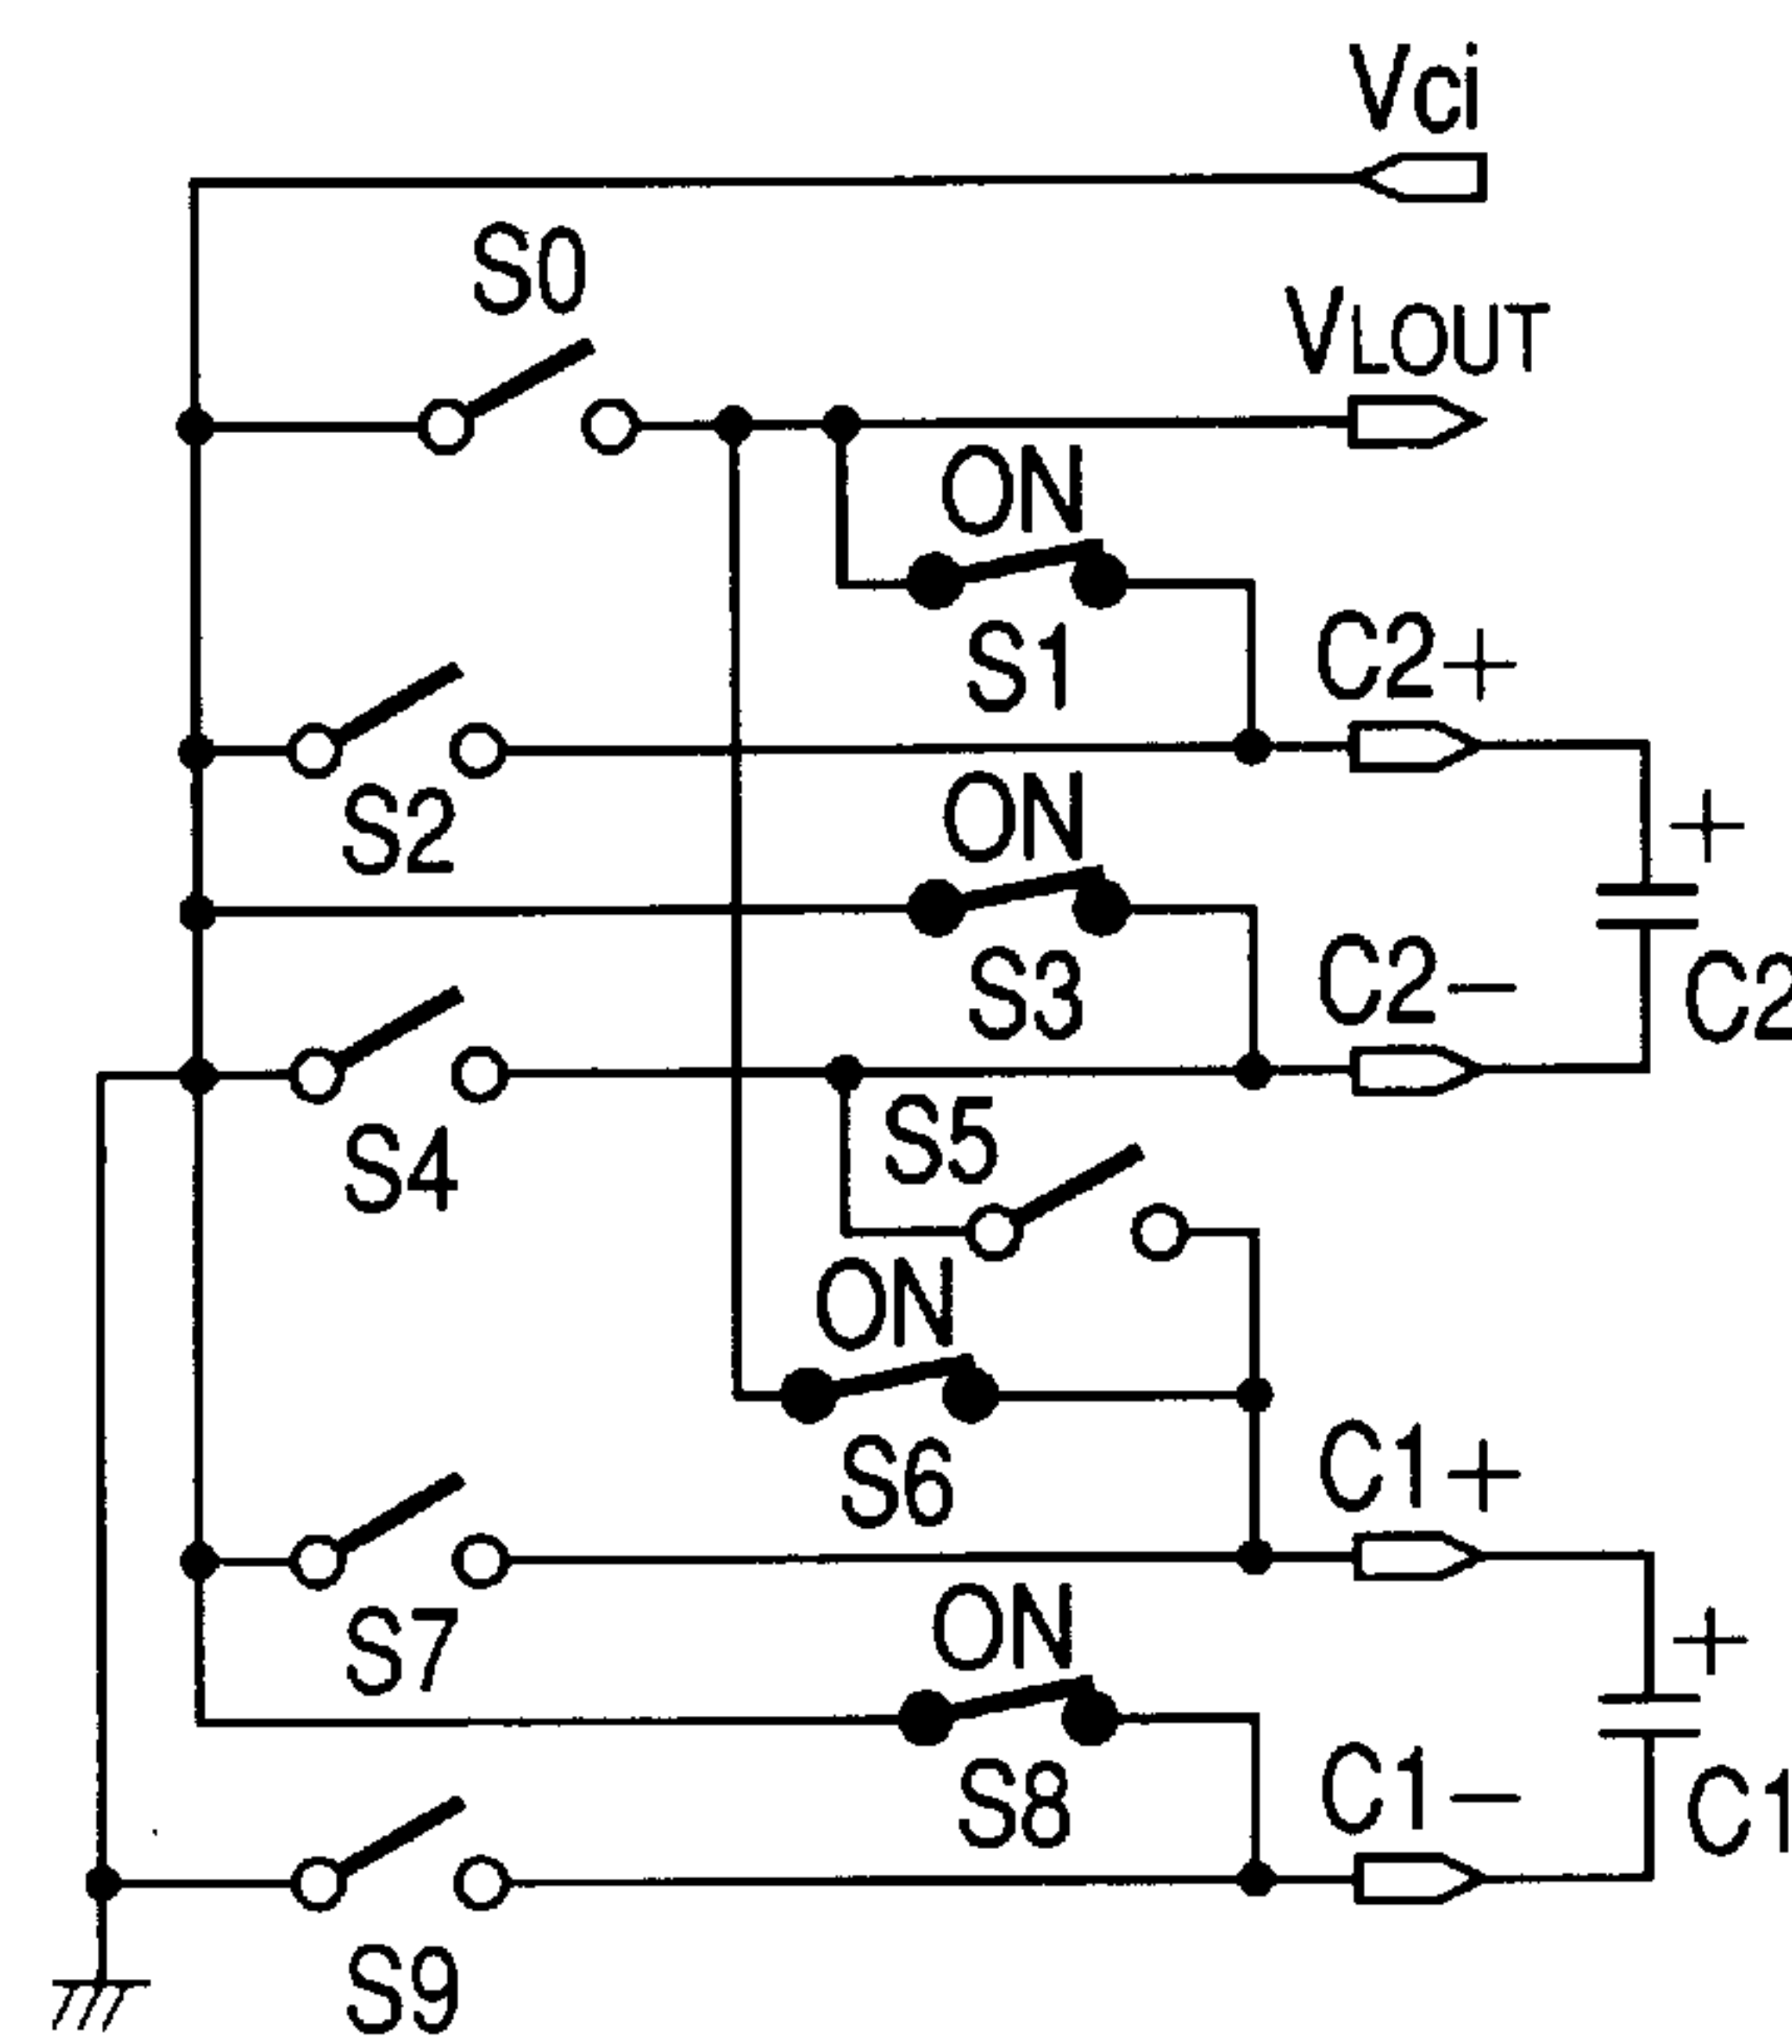 Vci
S0
VLOUT
ON
S1
C2+
S2
ON
+
S3
C2-
C2
S4
S5
ON
S6
C1+
S7
ON
+
S8
C1-
C1
S9